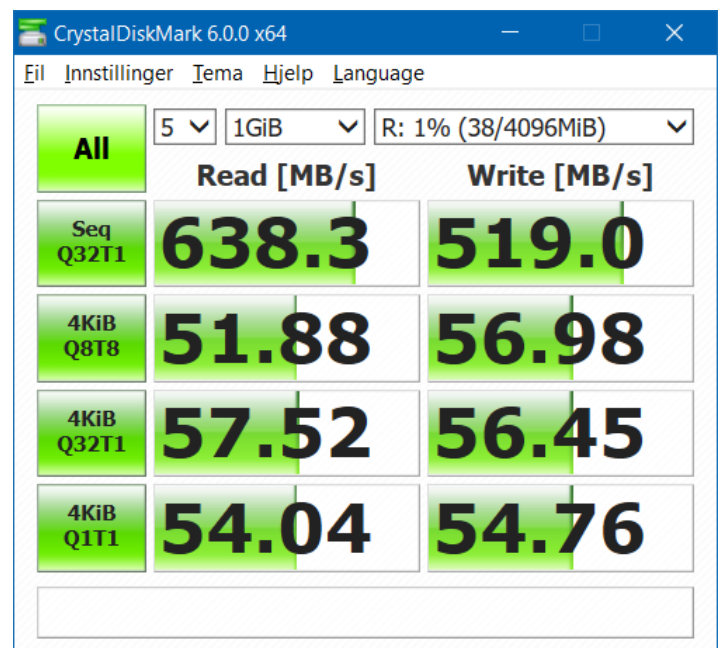 CrystalDiskMark 6.0.0 x64
Fil Innstillinger Tema Hjelp Language
All 5 1GiB R: 1% (38/4096MiB)
Read [MB/s] Write [MB/s]
Seq
Q32T1 638.3 519.0
4KiB
Q8T8 51.88 56.98
4KiB
Q32T1 57.52 56.45
4KiB
Q1T1 54.04 54.76